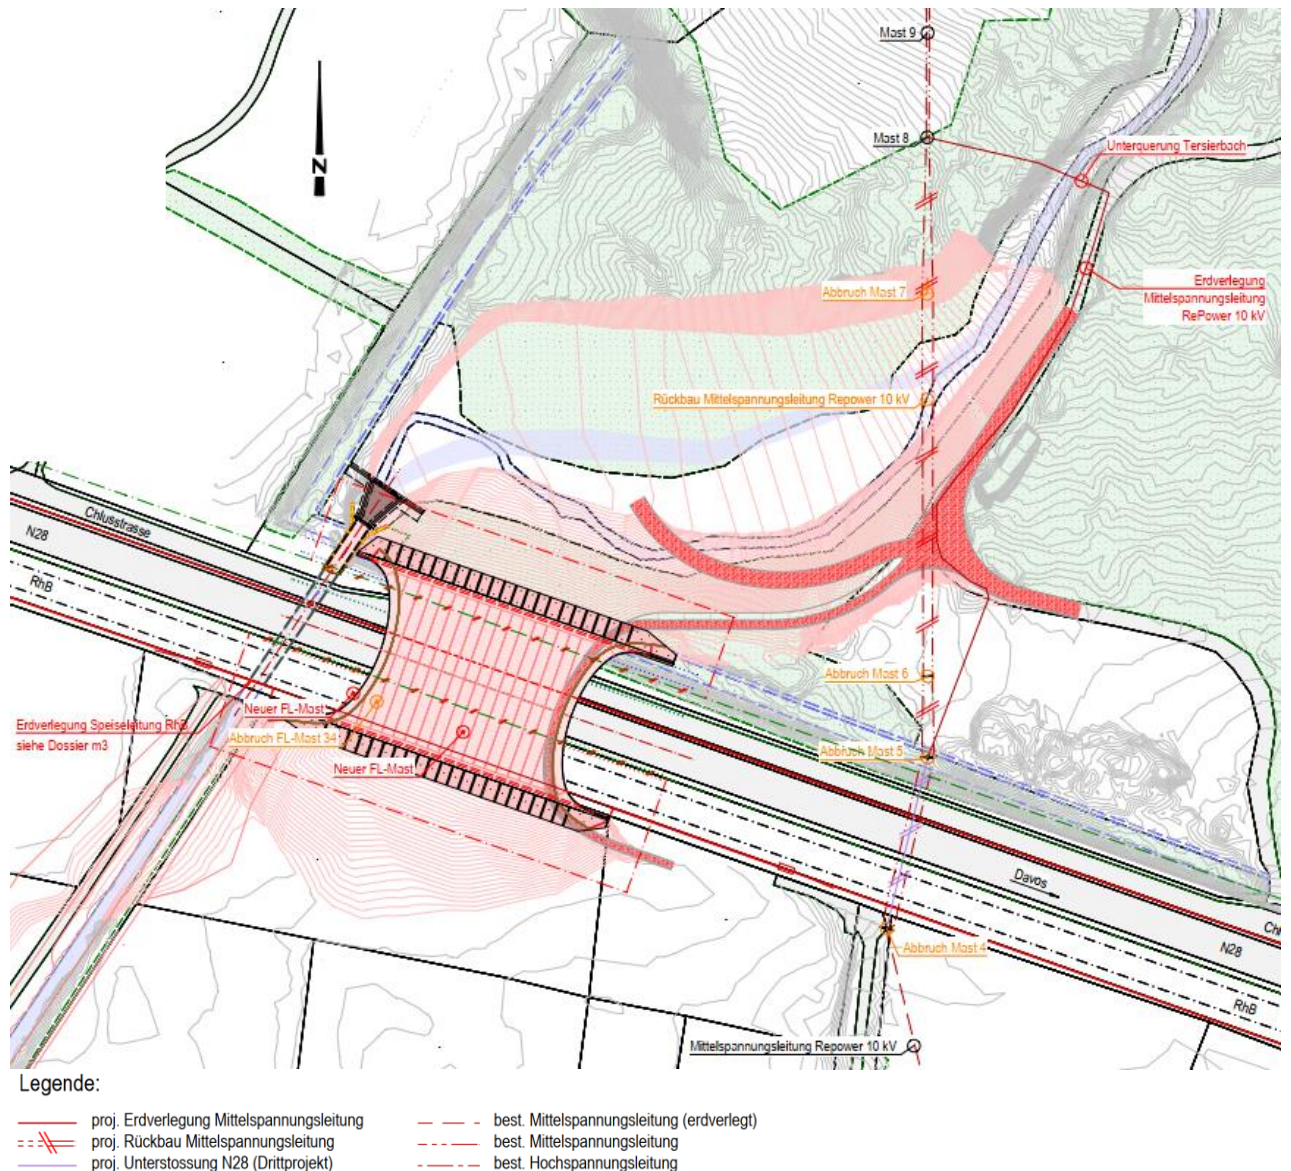 Mast 9
Mast 8
N
Unterquerung Tersierbach
Erdverlegung
Mittelspannungsleitung
RePower 10 kV
Abbruch Mast 7
Rückbau Mittelspannungsleitung Repower 10 kV
Chlusstrasse
N28
RhB
Abbruch Mast 6
Neuer FL-Mast
Erdverlegung Speiseleitung RhB
siehe Dossier m3
Abbruch FL-Mast 34
Abbruch Mast 5
Neuer FL-Mast
Davos
Abbruch Mast 4
N28
RhB
Mittelspannungsleitung Repower 10 kV
Legende:
proj. Erdverlegung Mittelspannungsleitung
proj. Rückbau Mittelspannungsleitung
proj. Unterstossung N28 (Drittprojekt)
best. Mittelspannungsleitung (erdverlegt)
best. Mittelspannungsleitung
best. Hochspannungsleitung